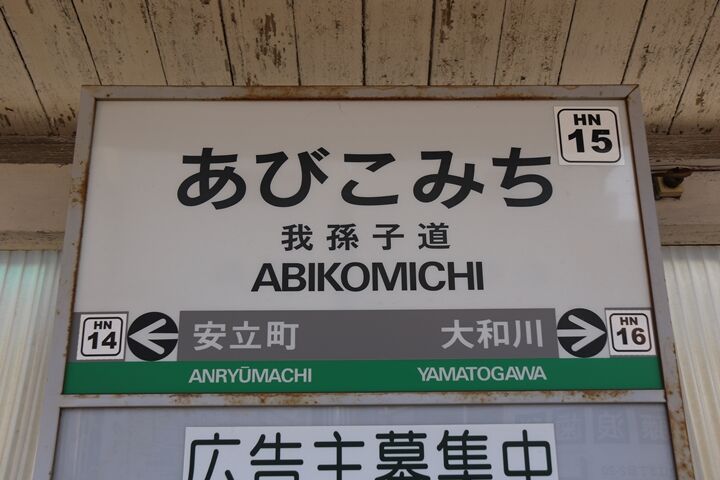 HN
15
あびこみち
我孫子道
ABIKOMICHI
HN
14
安立町
大和川
HN
16
ANRYŪMACHI
YAMATOGAWA
広告主募集中